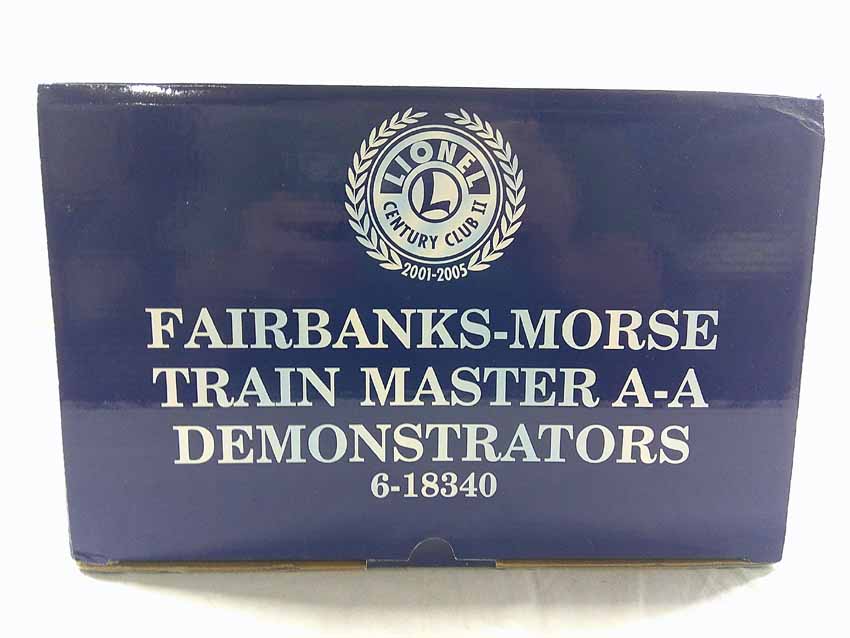 LIONEL
L
CENTURY CLUB II
2001-2005
FAIRBANKS-MORSE
TRAIN MASTER A-A
DEMONSTRATORS
6-18340